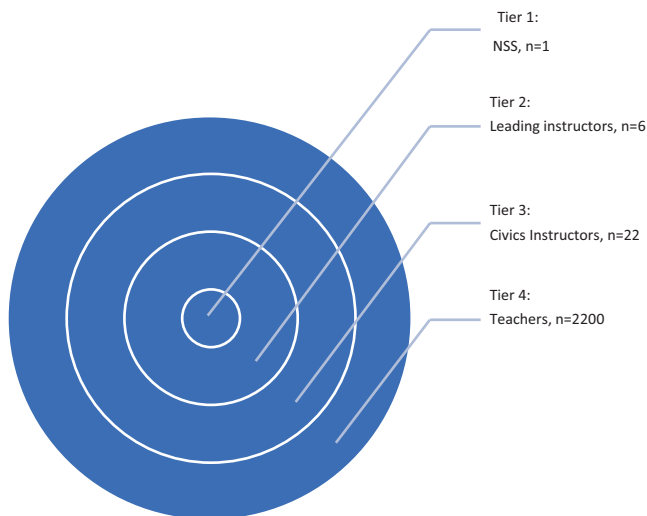 Tier 1:
NSS, n=1
Tier 2:
Leading instructors, n=6
Tier 3:
Civics Instructors, n=22
Tier 4:
Teachers, n=2200